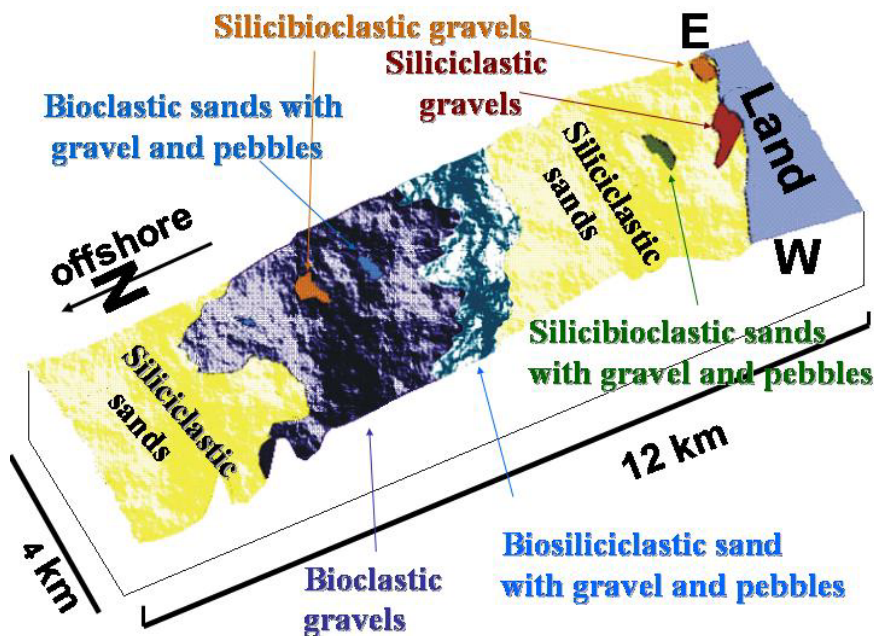 Silicibioclastic gravels
E
Siliciclastic
gravels
Bioclastic sands with
gravel and pebbles
Land
Siliciclastic
sands
offshore
N
W
Silicibioclastic sands
with gravel and pebbles
Siliciclastic
sands
12 km
4 km
Biosiliciclastic sand
with gravel and pebbles
Bioclastic
gravels